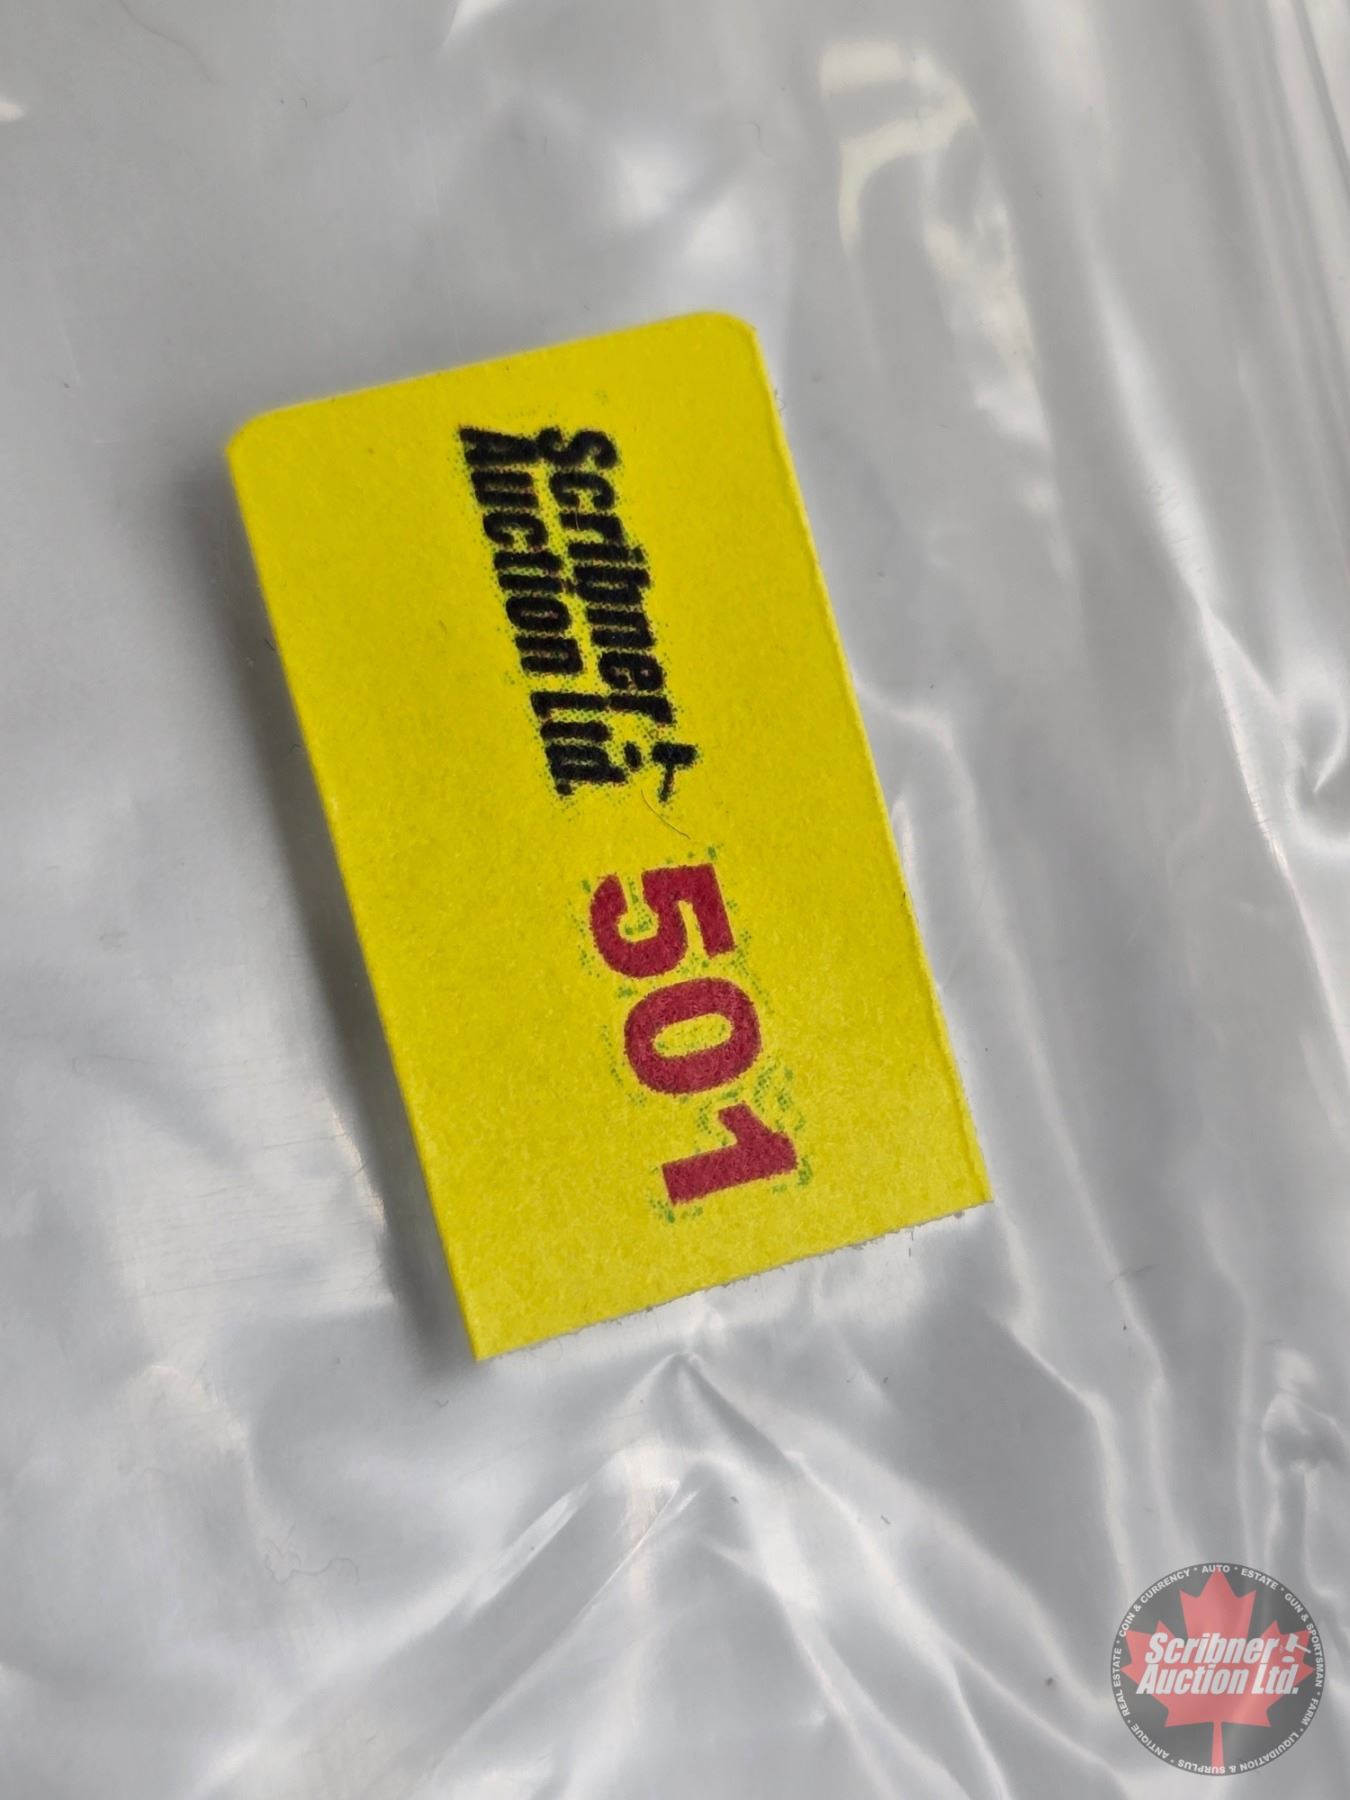 Scribner
Auction Ltd.
501
COIN & CURRENCY • AUTO • ESTATE • GUN & SPORTSMAN • FARM • LIQUIDATION & SURPLUS • ANTIQUE • REAL ESTATE •
Scribner
Auction Ltd.